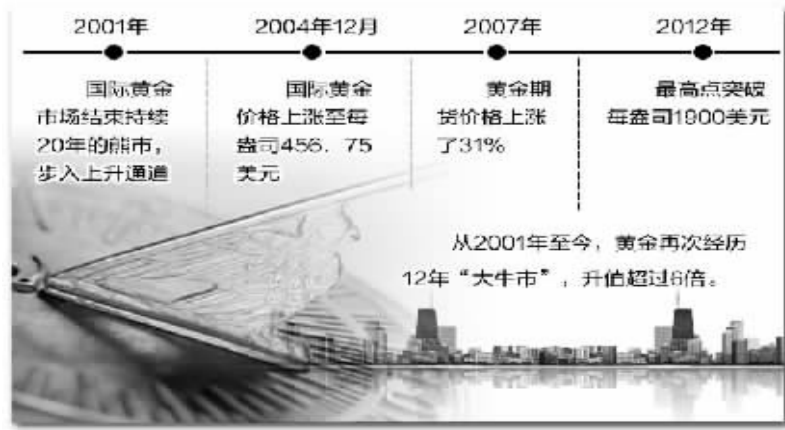 2001年
国际黄金
市场结束持续
20年的熊市，
步入上升通道
2004年12月
国际黄金
价格上涨至每
盎司456．75
美元
2007年
黄金期
货价格上涨
了31%
2012年
最高点突破
每盎司1900美元
从2001年至今，黄金再次经历
12年“大牛市”，升值超过6倍。